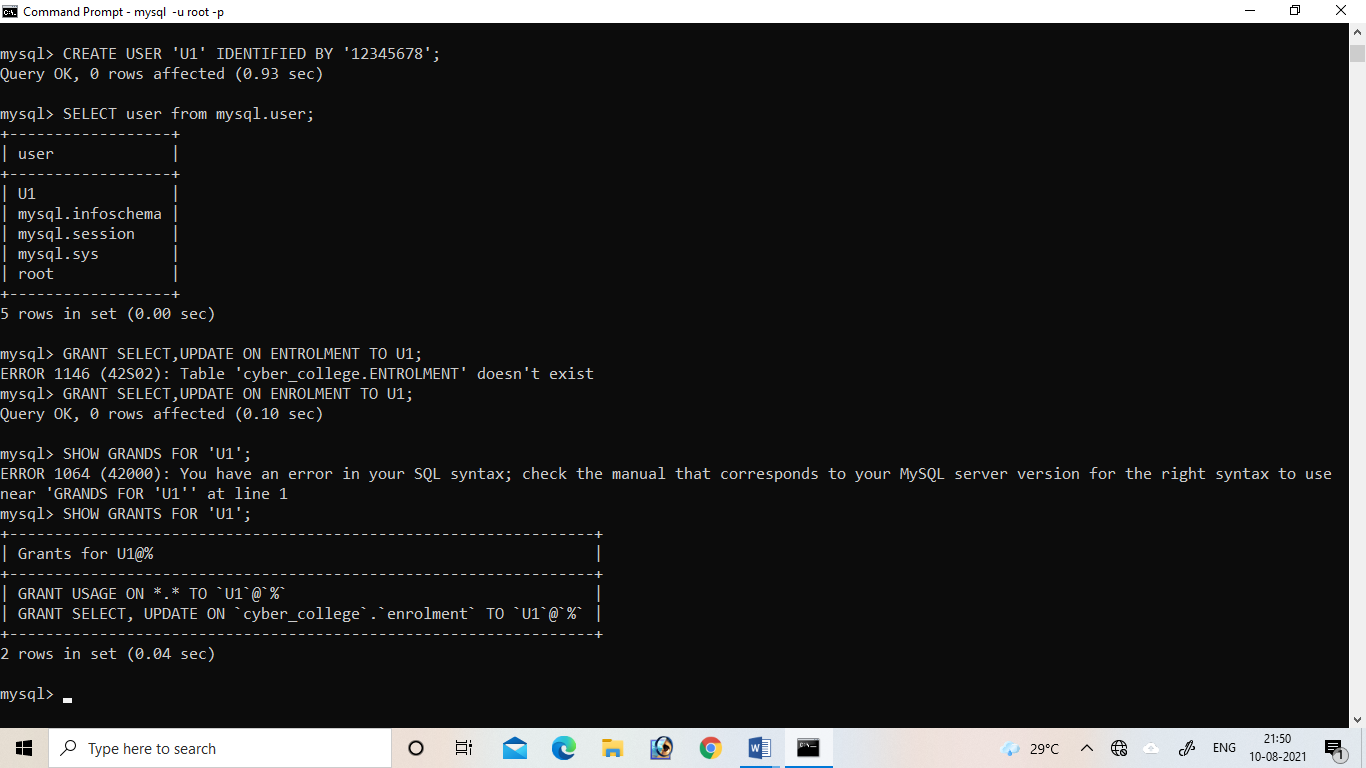 Command Prompt - mysql  -u root -p
mysql> CREATE USER 'U1' IDENTIFIED BY '12345678';
Query OK, 0 rows affected (0.93 sec)
mysql> SELECT user from mysql.user;
+------------------+
| user             |
+------------------+
| U1               |
| mysql.infoschema |
| mysql.session    |
| mysql.sys        |
| root             |
+------------------+
5 rows in set (0.00 sec)
mysql> GRANT SELECT,UPDATE ON ENTROLMENT TO U1;
ERROR 1146 (42S02): Table 'cyber_college.ENTROLMENT' doesn't exist
mysql> GRANT SELECT,UPDATE ON ENROLMENT TO U1;
Query OK, 0 rows affected (0.10 sec)
mysql> SHOW GRANDS FOR 'U1';
ERROR 1064 (42000): You have an error in your SQL syntax; check the manual that corresponds to your MySQL server version for the right syntax to use
near 'GRANDS FOR 'U1'' at line 1
mysql> SHOW GRANTS FOR 'U1';
+----------------------------------------------------------------+
| Grants for U1@%                                                |
+----------------------------------------------------------------+
| GRANT USAGE ON *.* TO `U1`@`%`                                 |
| GRANT SELECT, UPDATE ON `cyber_college`.`enrolment` TO `U1`@`%` |
+----------------------------------------------------------------+
2 rows in set (0.04 sec)
mysql>
Type here to search
29°C
ENG
21:50
10-08-2021
1